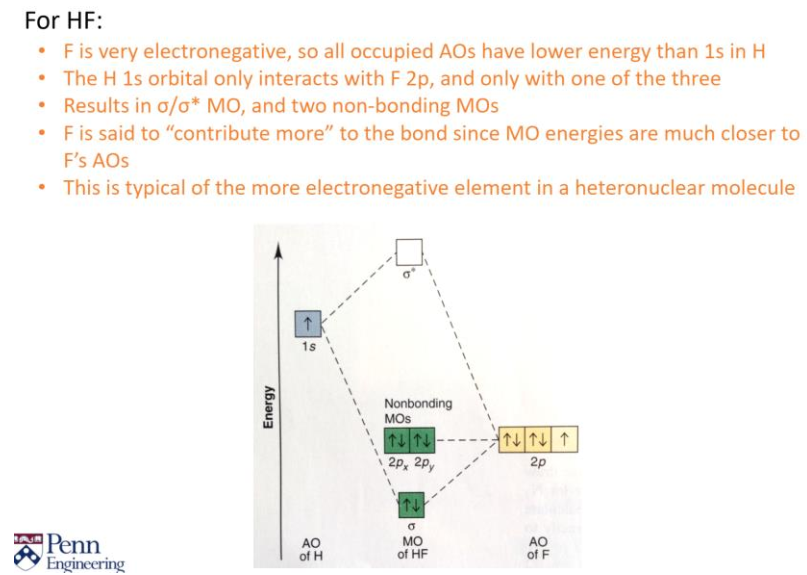 For HF:
• F is very electronegative, so all occupied AOs have lower energy than 1s in H
• The H 1s orbital only interacts with F 2p, and only with one of the three
• Results in σ/σ* MO, and two non-bonding MOs
• F is said to “contribute more” to the bond since MO energies are much closer to
F’s AOs
• This is typical of the more electronegative element in a heteronuclear molecule
σ*
↑
1s
Energy
Nonbonding
MOs
↑↓ ↑↓
↑↓ ↑↓ ↑
2px 2py
2p
↑↓
σ
AO
of H
MO
of HF
AO
of F
Penn
Engineering